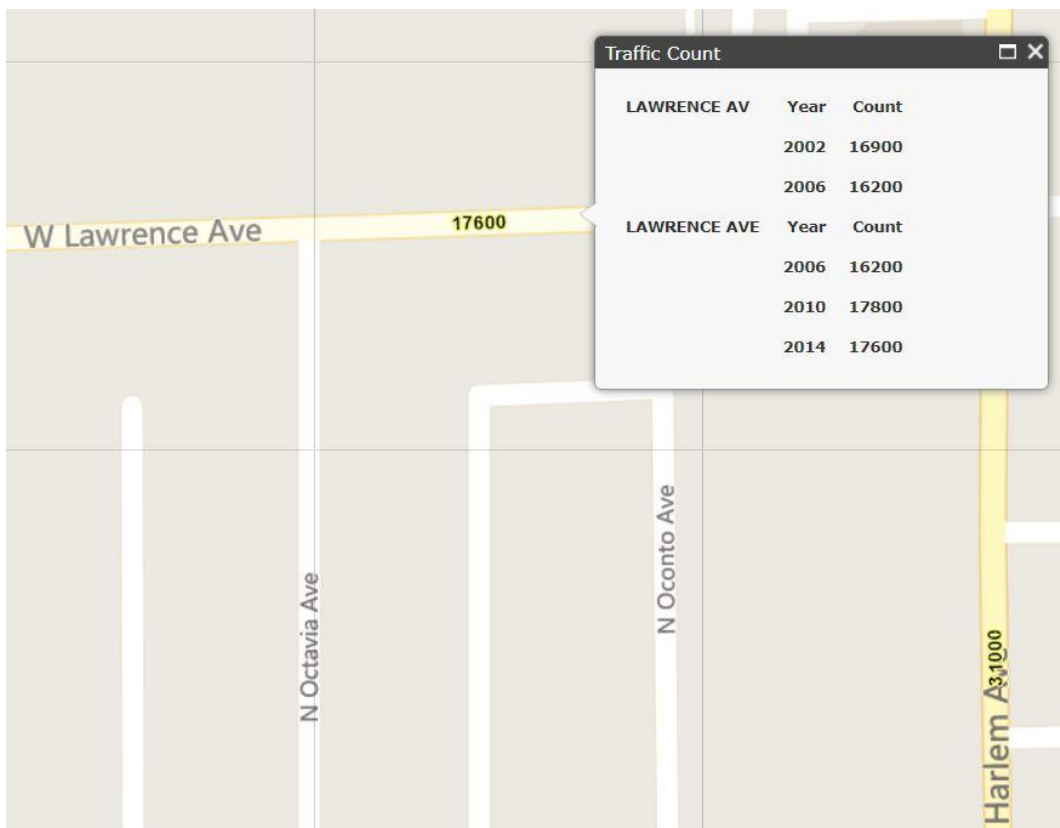 Traffic Count
LAWRENCE AV Year Count
2002 16900
2006 16200
LAWRENCE AVE Year Count
2006 16200
2010 17800
2014 17600
W Lawrence Ave
17600
N Octavia Ave
N Oconto Ave
Harlem
31000